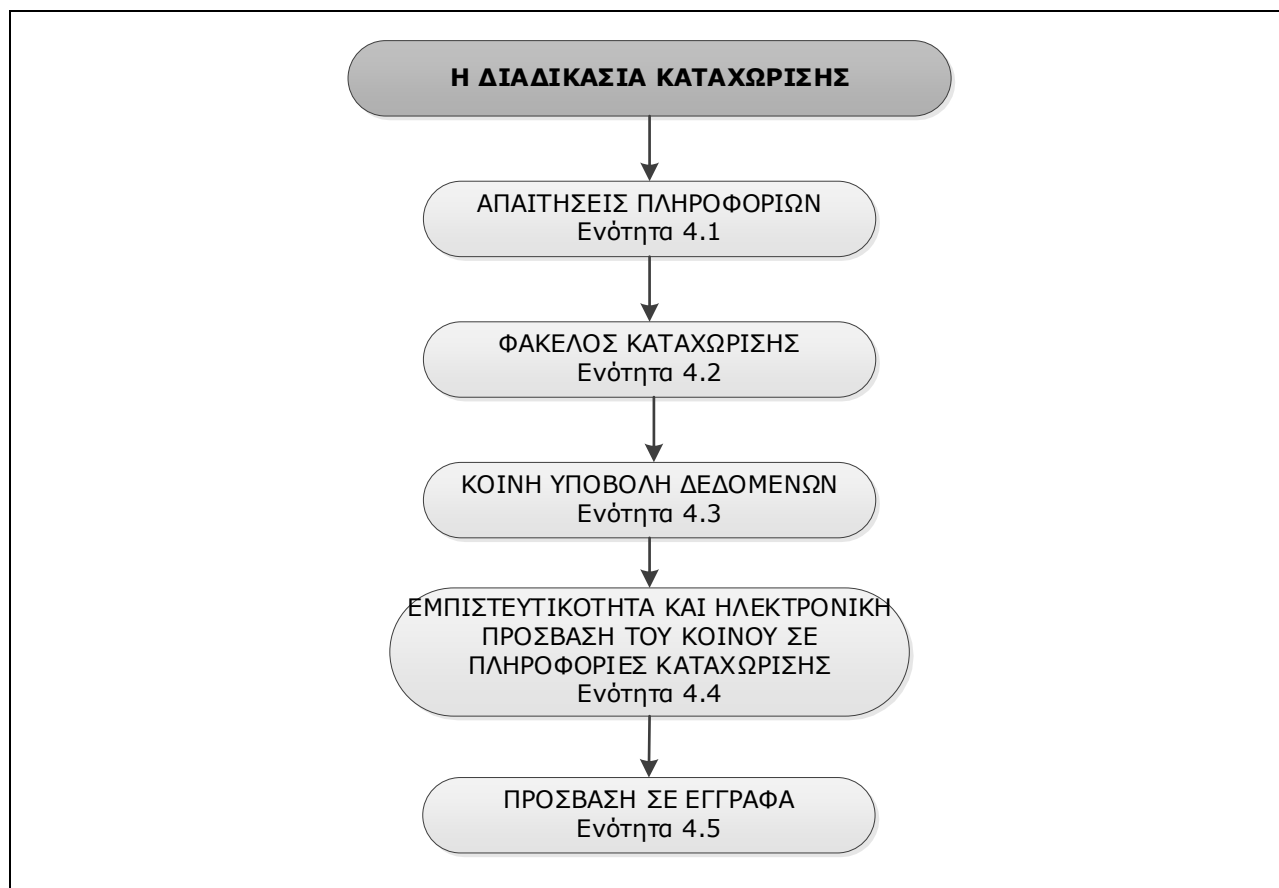 Η ΔΙΑΔΙΚΑΣΙΑ ΚΑΤΑΧΩΡΙΣΗΣ
ΑΠΑΙΤΗΣΕΙΣ ΠΛΗΡΟΦΟΡΙΩΝ
Ενότητα 4.1
ΦΑΚΕΛΟΣ ΚΑΤΑΧΩΡΙΣΗΣ
Ενότητα 4.2
ΚΟΙΝΗ ΥΠΟΒΟΛΗ ΔΕΔΟΜΕΝΩΝ
Ενότητα 4.3
ΕΜΠΙΣΤΕΥΤΙΚΟΤΗΤΑ ΚΑΙ ΗΛΕΚΤΡΟΝΙΚΗ
ΠΡΟΣΒΑΣΗ ΤΟΥ ΚΟΙΝΟΥ ΣΕ
ΠΛΗΡΟΦΟΡΙΕΣ ΚΑΤΑΧΩΡΙΣΗΣ
Ενότητα 4.4
ΠΡΟΣΒΑΣΗ ΣΕ ΕΓΓΡΑΦΑ
Ενότητα 4.5